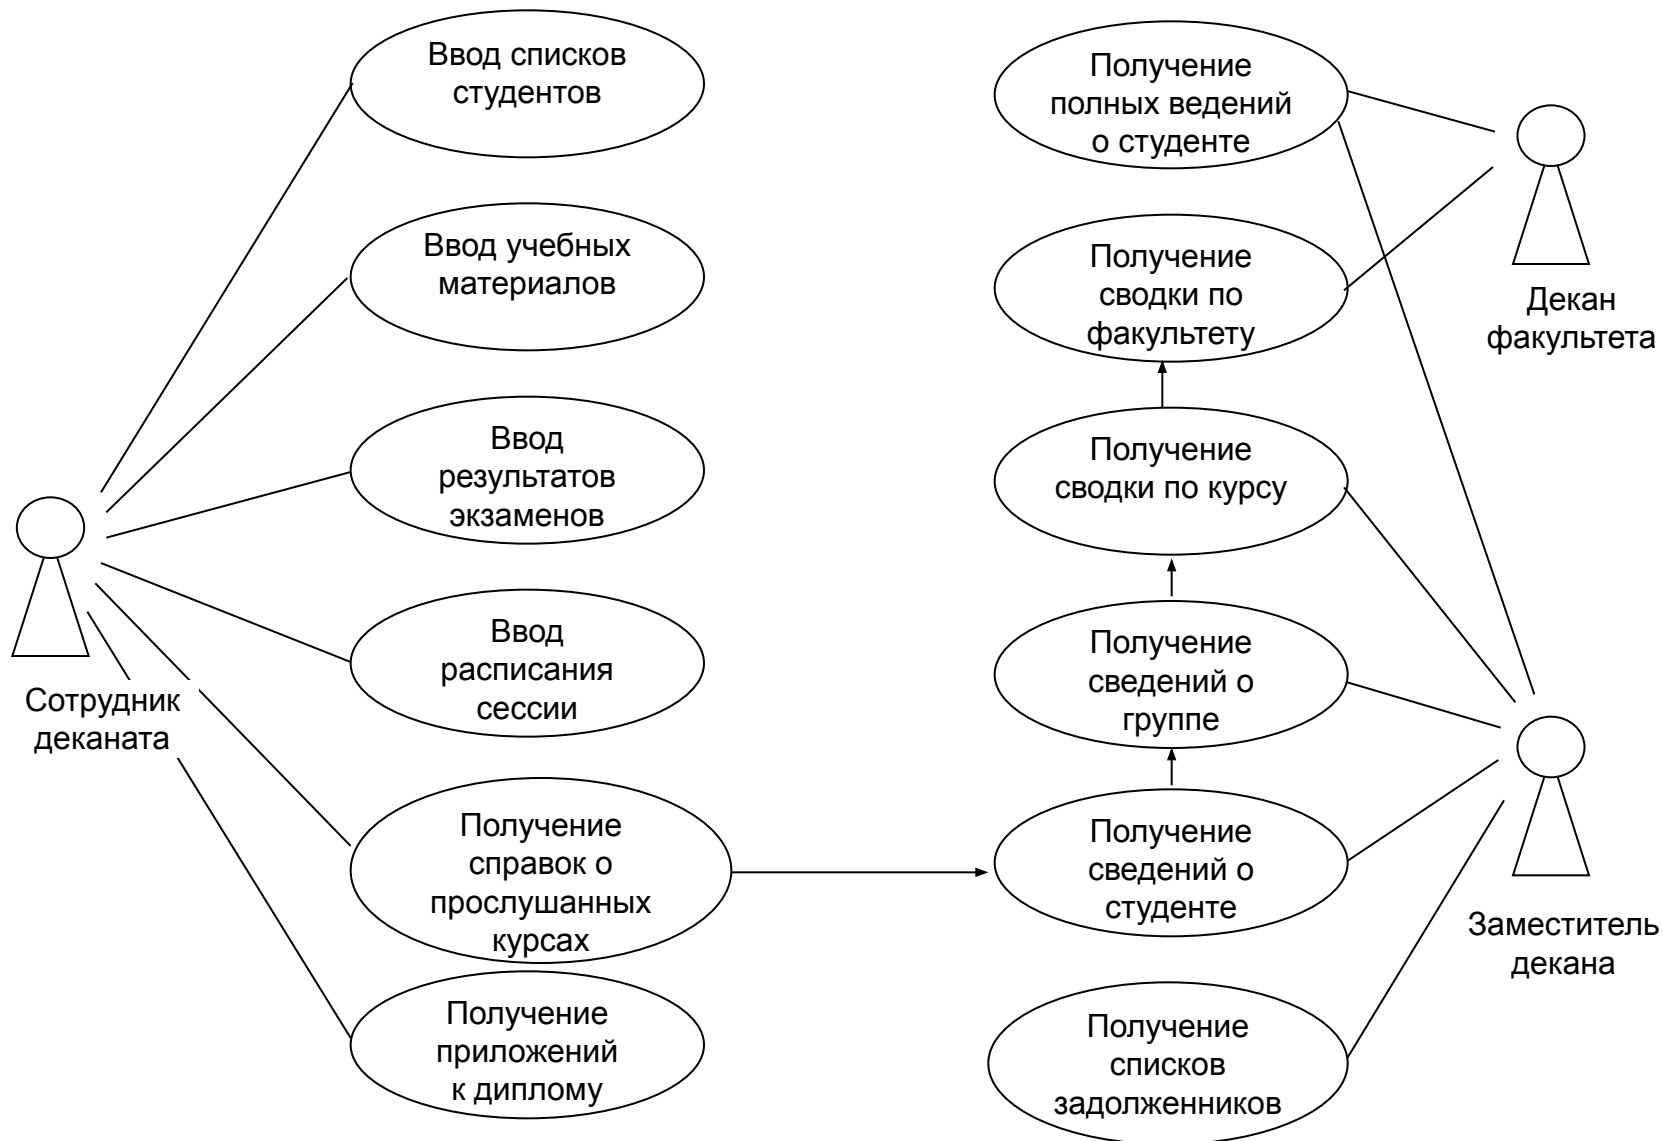 Ввод списков
студентов
Ввод учебных
материалов
Ввод
результатов
экзаменов
Ввод
расписания
сессии
Получение
справок о
прослушанных
курсах
Получение
приложений
к диплому
Сотрудник
деканата
Получение
полных ведений
о студенте
Получение
сводки по
факультету
Получение
сводки по курсу
Получение
сведений о
группе
Получение
сведений о
студенте
Получение
списков
задолженников
Декан
факультета
Заместитель
декана